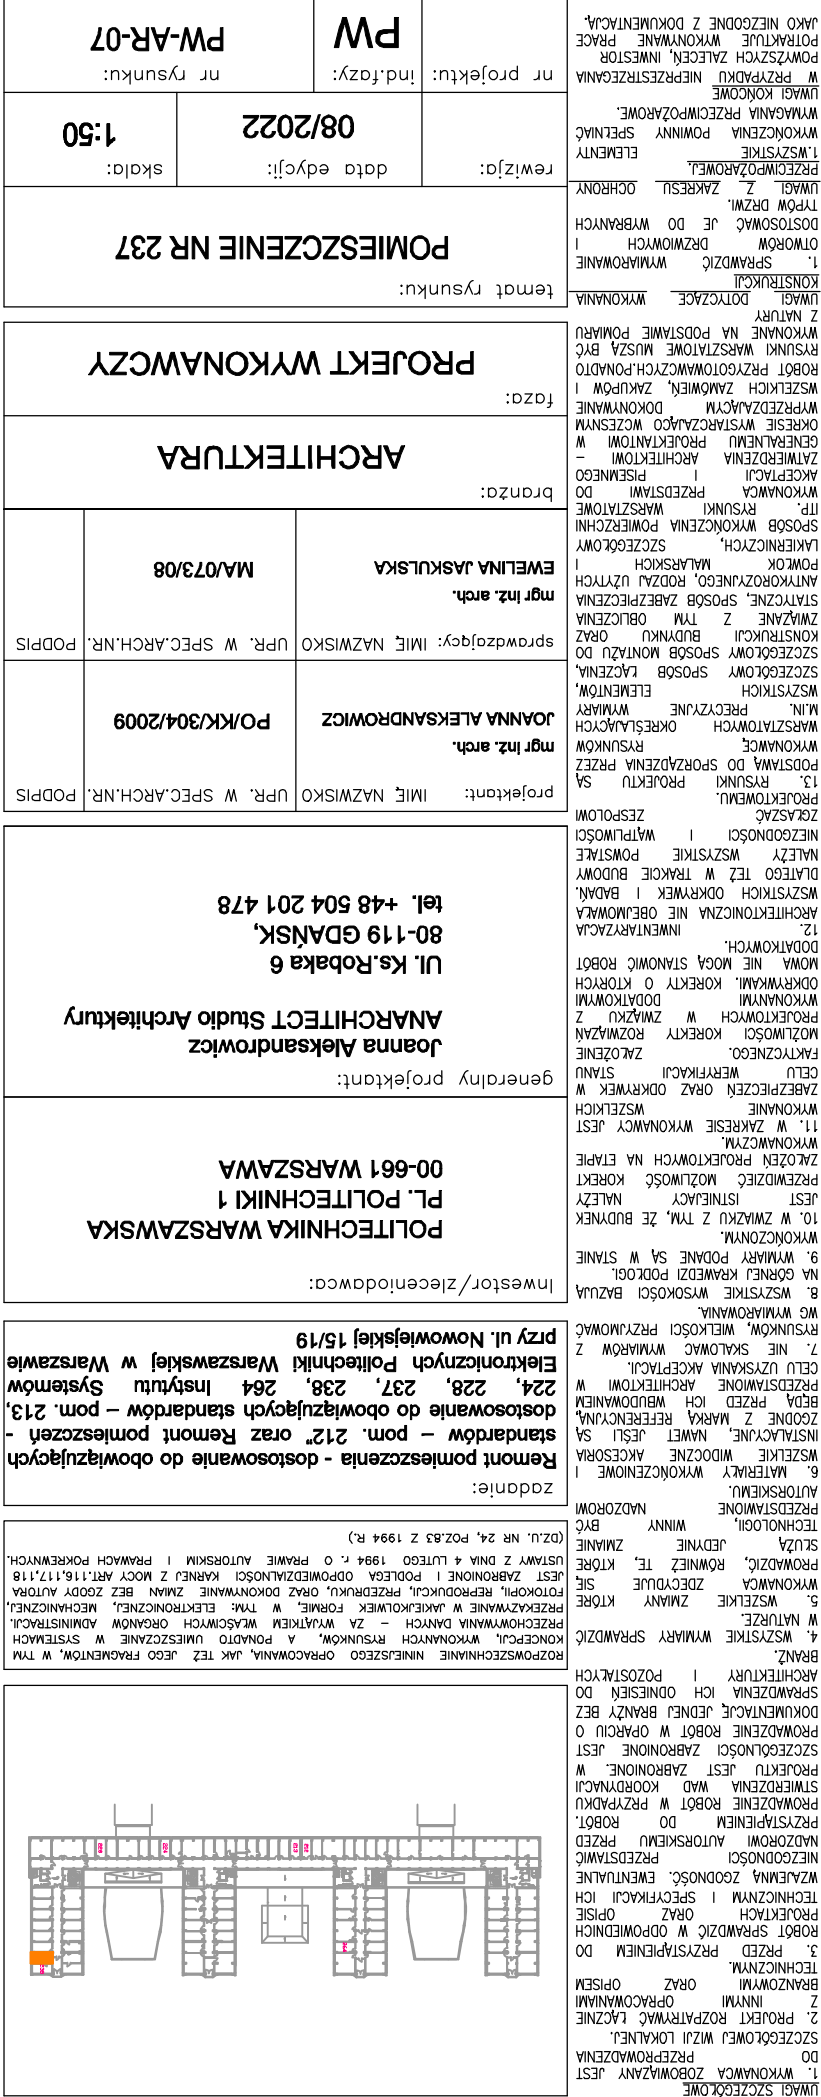 UWAGI SZCZEGÓŁOWE
1. WYKONAWCA ZOBOWIĄZANY JEST
DO PRZEPROWADZENIA
SZCZEGÓŁOWEJ WIZJI LOKALNEJ.
2. PROJEKT ROZPATRYWAĆ ŁĄCZNIE
Z INNYMI OPRACOWANIAMI
BRANŻOWYMI ORAZ OPISEM
TECHNICZNYM.
3. PRZED PRZYSTĄPIENIEM DO
ROBÓT SPRAWDZIĆ W ODPOWIEDNICH
PROJEKTACH ORAZ OPISIE
TECHNICZNYM I SPECYFIKACJI ICH
WZAJEMNĄ ZGODNOŚĆ. EWENTUALNE
NIEZGODNOŚCI PRZEDSTAWIĆ
NADZOROWI AUTORSKIEMU PRZED
PRZYSTĄPIENIEM DO ROBÓT.
PROWADZENIE ROBÓT W PRZYPADKU
STWIERDZENIA WAD KOORDYNACJI
PROJEKTU JEST ZABRONIONE. W
SZCZEGÓLNOŚCI ZABRONIONE JEST
PROWADZENIE ROBÓT W OPARCIU O
DOKUMENTACJĘ JEDNEJ BRANŻY BEZ
SPRAWDZENIA ICH ODNIESIEŃ DO
ARCHITEKTURY I POZOSTAŁYCH
BRANŻ.
4. WSZYSTKIE WYMIARY SPRAWDZIĆ
W NATURZE.
5. WSZELKIE ZMIANY KTÓRE
WYKONAWCA ZDECYDUJE SIĘ
PROWADZIĆ, RÓWNIEŻ TE, KTÓRE
SŁUŻĄ JEDYNIE ZMIANIE
TECHNOLOGII, WINNY BYĆ
PRZEDSTAWIONE NADZOROWI
AUTORSKIEMU.
6. MATERIAŁY WYKOŃCZENIOWE I
WSZELKIE WIDOCZNE AKCESORIA
INSTALACYJNE, NAWET JEŚLI SĄ
ZGODNE Z MARKĄ REFERENCYJNĄ,
BĘDĄ PRZED ICH WBUDOWANIEM
PRZEDSTAWIONE ARCHITEKTOWI W
CELU UZYSKANIA AKCEPTACJI.
7. NIE SKALOWAĆ WYMIARÓW Z
RYSUNKÓW, WIELKOŚCI PRZYJMOWAĆ
WG WYMIAROWANIA.
8. WSZYSTKIE WYSOKOŚCI BAZUJĄ
NA GÓRNEJ KRAWEDZI PODŁOGI.
9. WYMIARY PODANE SĄ W STANIE
WYKOŃCZONYM.
10. W ZWIAZKU Z TYM, ŻE BUDYNEK
JEST ISTNIEJĄCY NALEŻY
PRZEWIDZIEĆ MOŻLIWOŚĆ KOREKT
ZAŁOŻEŃ PROJEKTOWYCH NA ETAPIE
WYKONAWCZYM.
11. W ZAKRESIE WYKONAWCY JEST
WYKONANIE WSZELKICH
ZABEZPIECZEŃ ORAZ ODKRYWEK W
CELU WERYFIKACJI STANU
FAKTYCZNEGO. ZAŁOŻENIE
MOŻLIWOŚCI KOREKTY ROZWIĄZAŃ
PROJEKTOWYCH W ZWIĄZKU Z
WYKONANYMI DODATKOWYMI
ODKRYWKAMI. KOREKTY O KTÓRYCH
MOWA NIE MOGĄ STANOWIĆ ROBÓT
DODATKOWYCH.
12. INWENTARYZACJA
ARCHITEKTONICZNA NIE OBEJMOWAŁA
WSZYSTKICH ODKRYWEK I BADAŃ.
DLATEGO TEŻ W TRAKCIE BUDOWY
NALEŻY WSZYSTKIE POWSTAŁE
NIEZGODNOŚCI I WĄTPLIWOŚCI
ZGŁASZAĆ ZESPOŁOWI
PROJEKTOWEMU.
13. RYSUNKI PROJEKTU SĄ
PODSTAWĄ DO SPORZĄDZENIA PRZEZ
WYKONAWCĘ RYSUNKÓW
WARSZTATOWYCH OKREŚLAJĄCYCH
M.IN. PRECYZYJNE WYMIARY
WSZYSTKICH ELEMENTÓW,
SZCZEGÓŁOWY SPOSÓB ŁĄCZENIA,
SZCZEGÓŁOWY SPOSÓB MONTAŻU DO
KONSTRUKCJI BUDYNKU ORAZ
ZWIĄZANE Z TYM OBLICZENIA
STATYCZNE, SPOSÓB ZABEZPIECZENIA
ANTYKOROZYJNEGO, RODZAJ UŻYTYCH
POWŁOK MALARSKICH I
LAKIERNICZYCH, SZCZEGÓŁOWY
SPOSÓB WYKOŃCZENIA POWIERZCHNI
ITP. RYSUNKI WARSZTATOWE
WYKONAWCA PRZEDSTAWI DO
AKCEPTACJI I PISEMNEGO
ZATWIERDZENIA ARCHITEKTOWI –
GENERALNEMU PROJEKTANTOWI W
OKRESIE WYSTARCZAJĄCO WCZESNYM
WYPRZEDZAJĄCYM DOKONYWANIE
WSZELKICH ZAMÓWIEŃ, ZAKUPÓW I
ROBÓT PRZYGOTOWAWCZYCH.PONADTO
RYSUNKI WARSZTATOWE MUSZĄ BYĆ
WYKONANE NA PODSTAWIE POMIARU
Z NATURY
UWAGI DOTYCZĄCE WYKONANIA
KONSTRUKCJI
1. SPRAWDZIĆ WYMIAROWANIE
OTWORÓW DRZWIOWYCH I
DOSTOSOWAĆ JE DO WYBRANYCH
TYPÓW DRZWI.
UWAGI Z ZAKRESU OCHRONY
PRZECIWPOŻAROWEJ.
1.WSZYSTKIE ELEMENTY
WYKOŃCZENIA POWINNY SPEŁNIAĆ
WYMAGANIA PRZECIWPOŻAROWE.
UWAGI KOŃCOWE
W PRZYPADKU NIEPRZESTRZEGANIA
POWYŻSZYCH ZALECEŃ, INWESTOR
POTRAKTUJE WYKONYWANE PRACE
JAKO NIEZGODNE Z DOKUMENTACJĄ.
264
212
213
224
228
ROZPOWSZECHNIANIE NINIEJSZEGO OPRACOWANIA, JAK TEŻ JEGO FRAGMENTÓW, W TYM
KONCEPCJI, WYKONANYCH RYSUNKÓW, A PONADTO UMIESZCZANIE W SYSTEMACH
PRZECHOWYWANIA DANYCH – ZA WYJĄTKIEM WŁAŚCIWYCH ORGANÓW ADMINISTRACJI.
PRZEKAZYWANIE W JAKIEJKOLWIEK FORMIE, W TYM: ELEKTRONICZNEJ, MECHANICZNEJ,
FOTOKOPII, REPRODUKCJI, PRZEDRUKU, ORAZ DOKONYWANIE ZMIAN BEZ ZGODY AUTORA
JEST ZABRONIONE I PODLEGA ODPOWIEDZIALNOŚCI KARNEJ Z MOCY ART.116,117,118
USTAWY Z DNIA 4 LUTEGO 1994 r. O PRAWIE AUTORSKIM I PRAWACH POKREWNYCH.
(DZ.U. NR 24, POZ.83 Z 1994 R.)
zadanie:
Remont pomieszczenia - dostosowanie do obowiązujących
standardów – pom. 212" oraz Remont pomieszczeń -
dostosowanie do obowiązujących standardów – pom. 213,
224, 228, 237, 238, 264 Instytutu Systemów
Elektronicznych Politechniki Warszawskiej w Warszawie
przy ul. Nowowiejskiej 15/19
Inwestor/zleceniodawca:
POLITECHNIKA WARSZAWSKA
PL. POLITECHNIKI 1
00-661 WARSZAWA
generalny projektant:
Joanna Aleksandrowicz
ANARCHITECT Studio Architektury
Ul. Ks.Robaka 6
80-119 GDAŃSK,
tel. +48 504 201 478
projektant: IMIĘ NAZWISKO UPR. W SPEC.ARCH.NR. PODPIS
mgr inż. arch.
JOANNA ALEKSANDROWICZ PO/KK/304/2009
sprawdzający: IMIĘ NAZWISKO UPR. W SPEC.ARCH.NR. PODPIS
mgr inż. arch.
EWELINA JASKULSKA MA/073/08
branża:
ARCHITEKTURA
faza:
PROJEKT WYKONAWCZY
temat rysunku:
POMIESZCZENIE NR 237
rewizja: data edycji: skala:
08/2022 1:50
nr projektu: ind.fazy: nr rysunku:
PW PW-AR-07